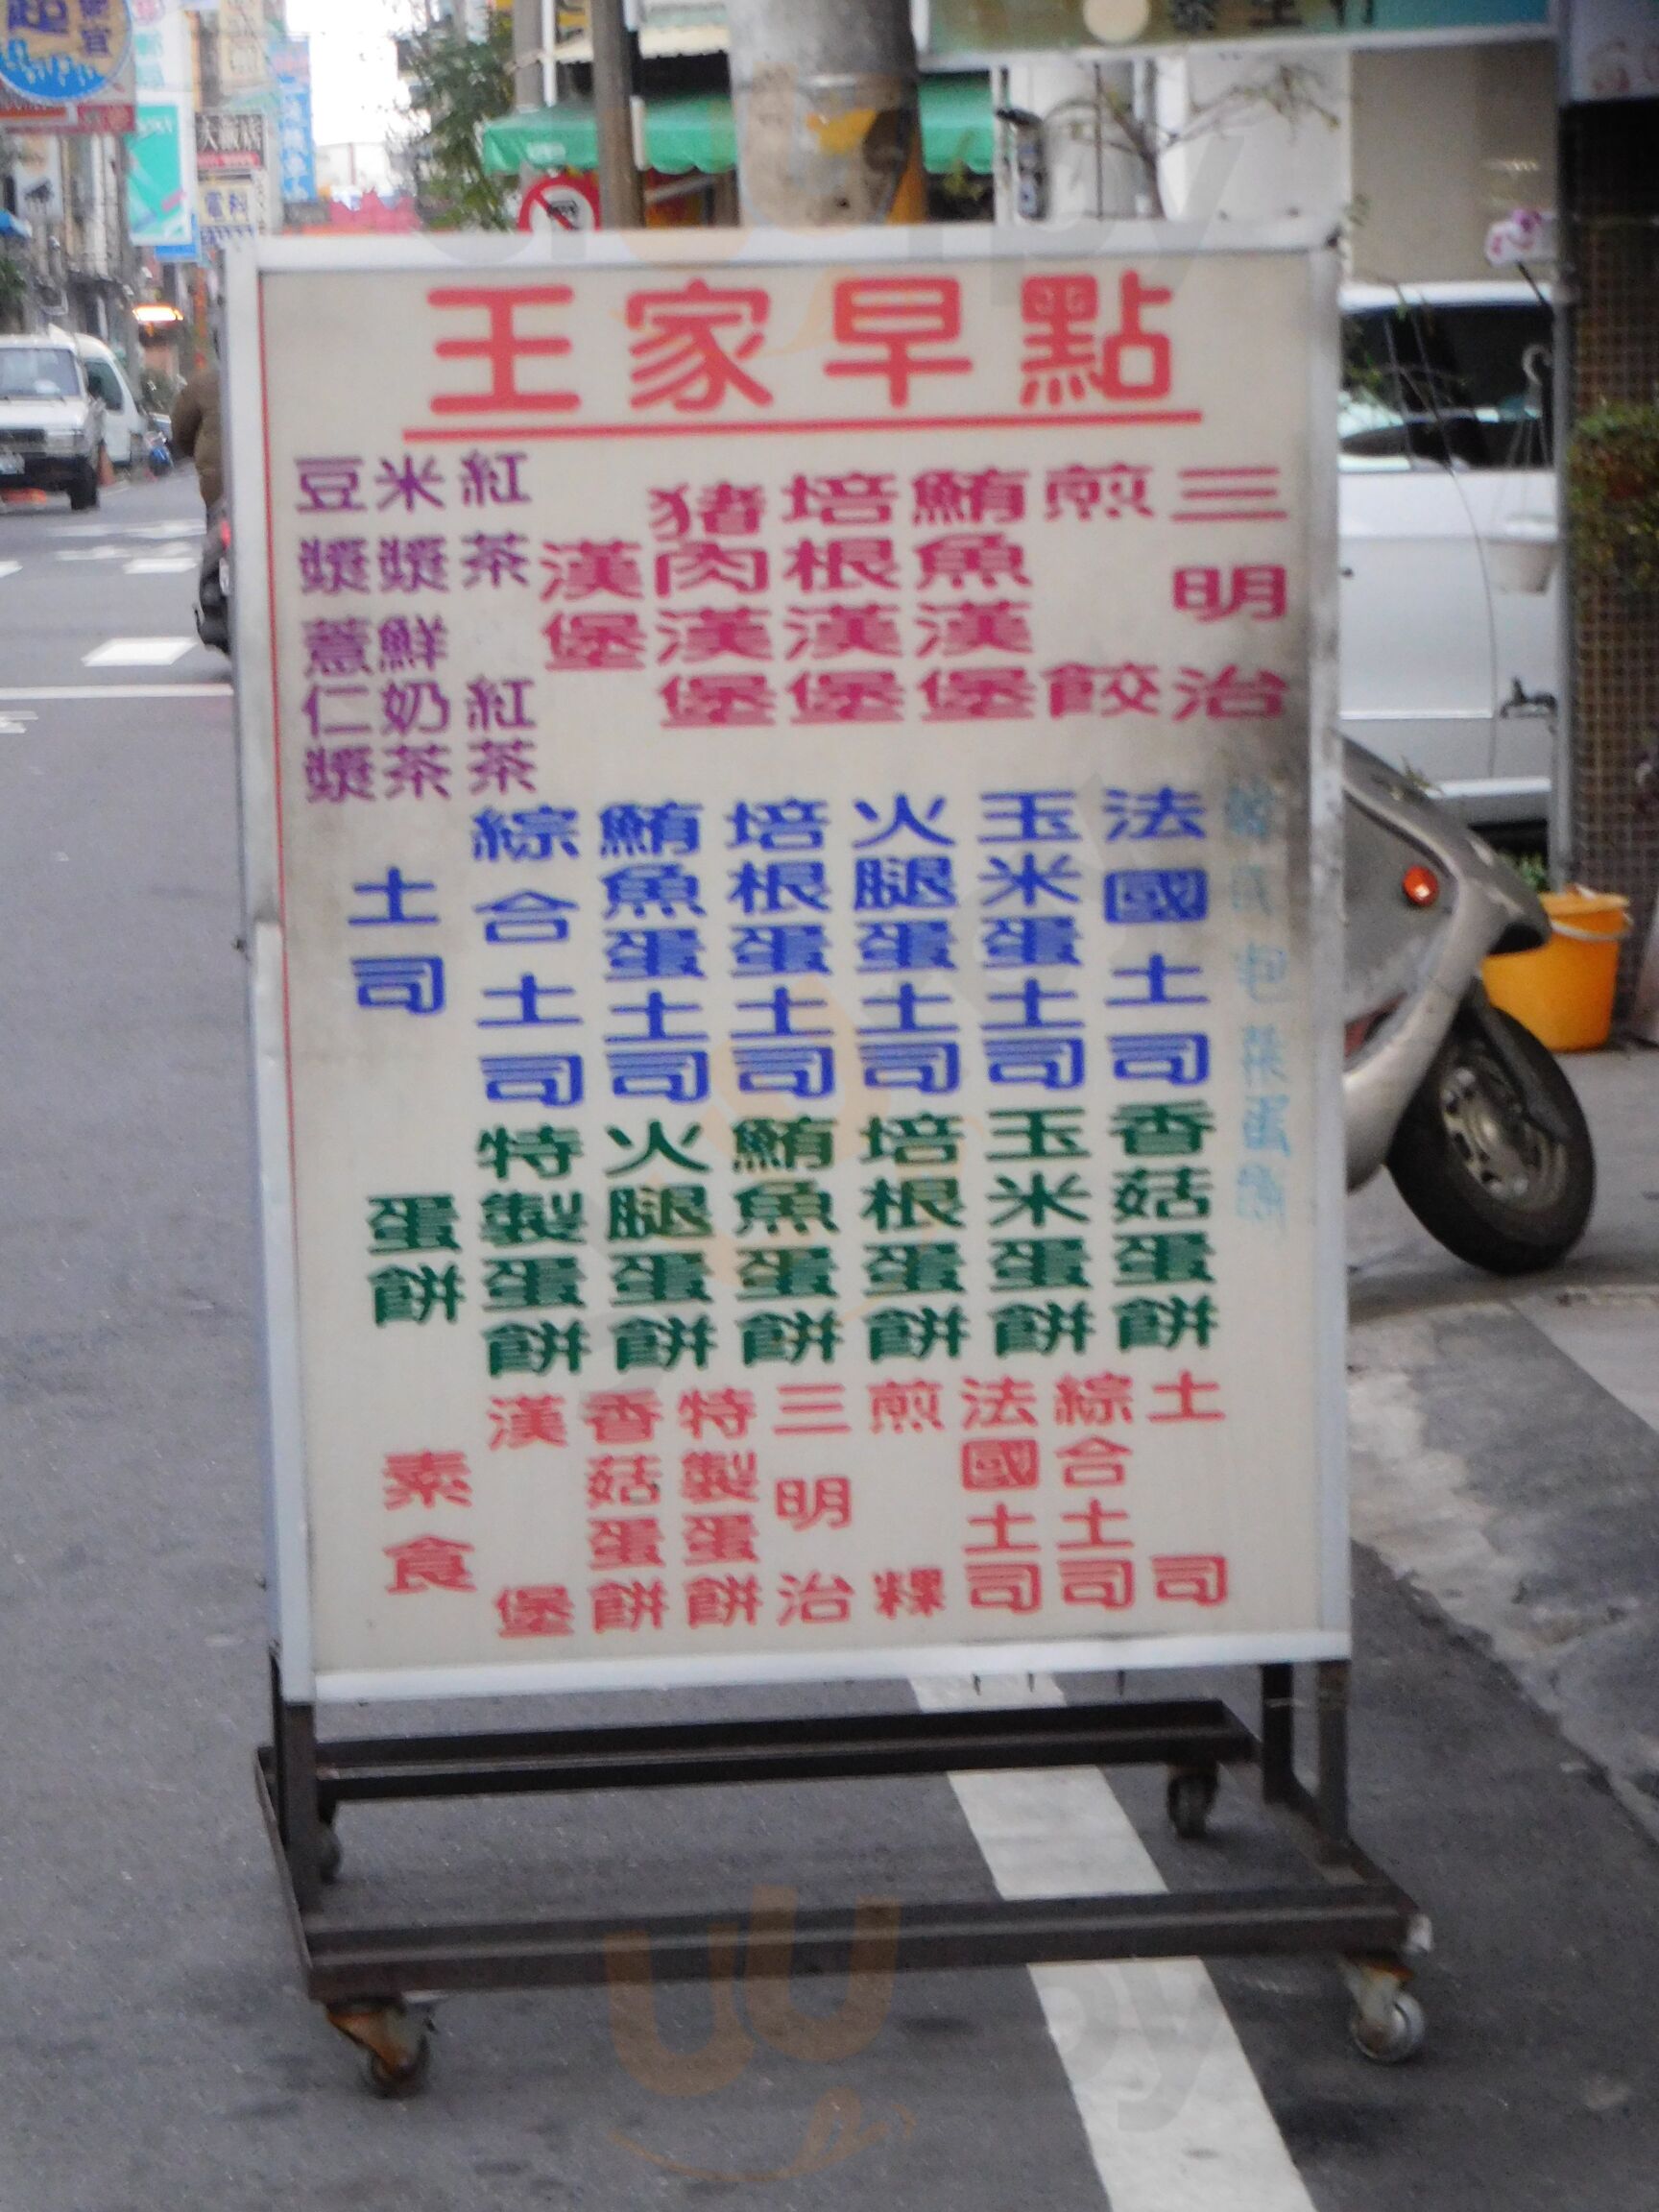 王家早點
豆漿
米漿
紅茶
薏仁漿
鮮奶茶
紅茶
漢堡
豬肉漢堡
培根漢堡
鮪魚漢堡
煎餃
三明治
土司
綜合土司
鮪魚蛋土司
培根蛋土司
火腿蛋土司
玉米蛋土司
法國土司
蛋餅
特製蛋餅
火腿蛋餅
鮪魚蛋餅
培根蛋餅
玉米蛋餅
香菇蛋餅
素食
漢堡
香菇蛋餅
特製蛋餅
三明治
煎粿
法國土司
綜合土司
土司